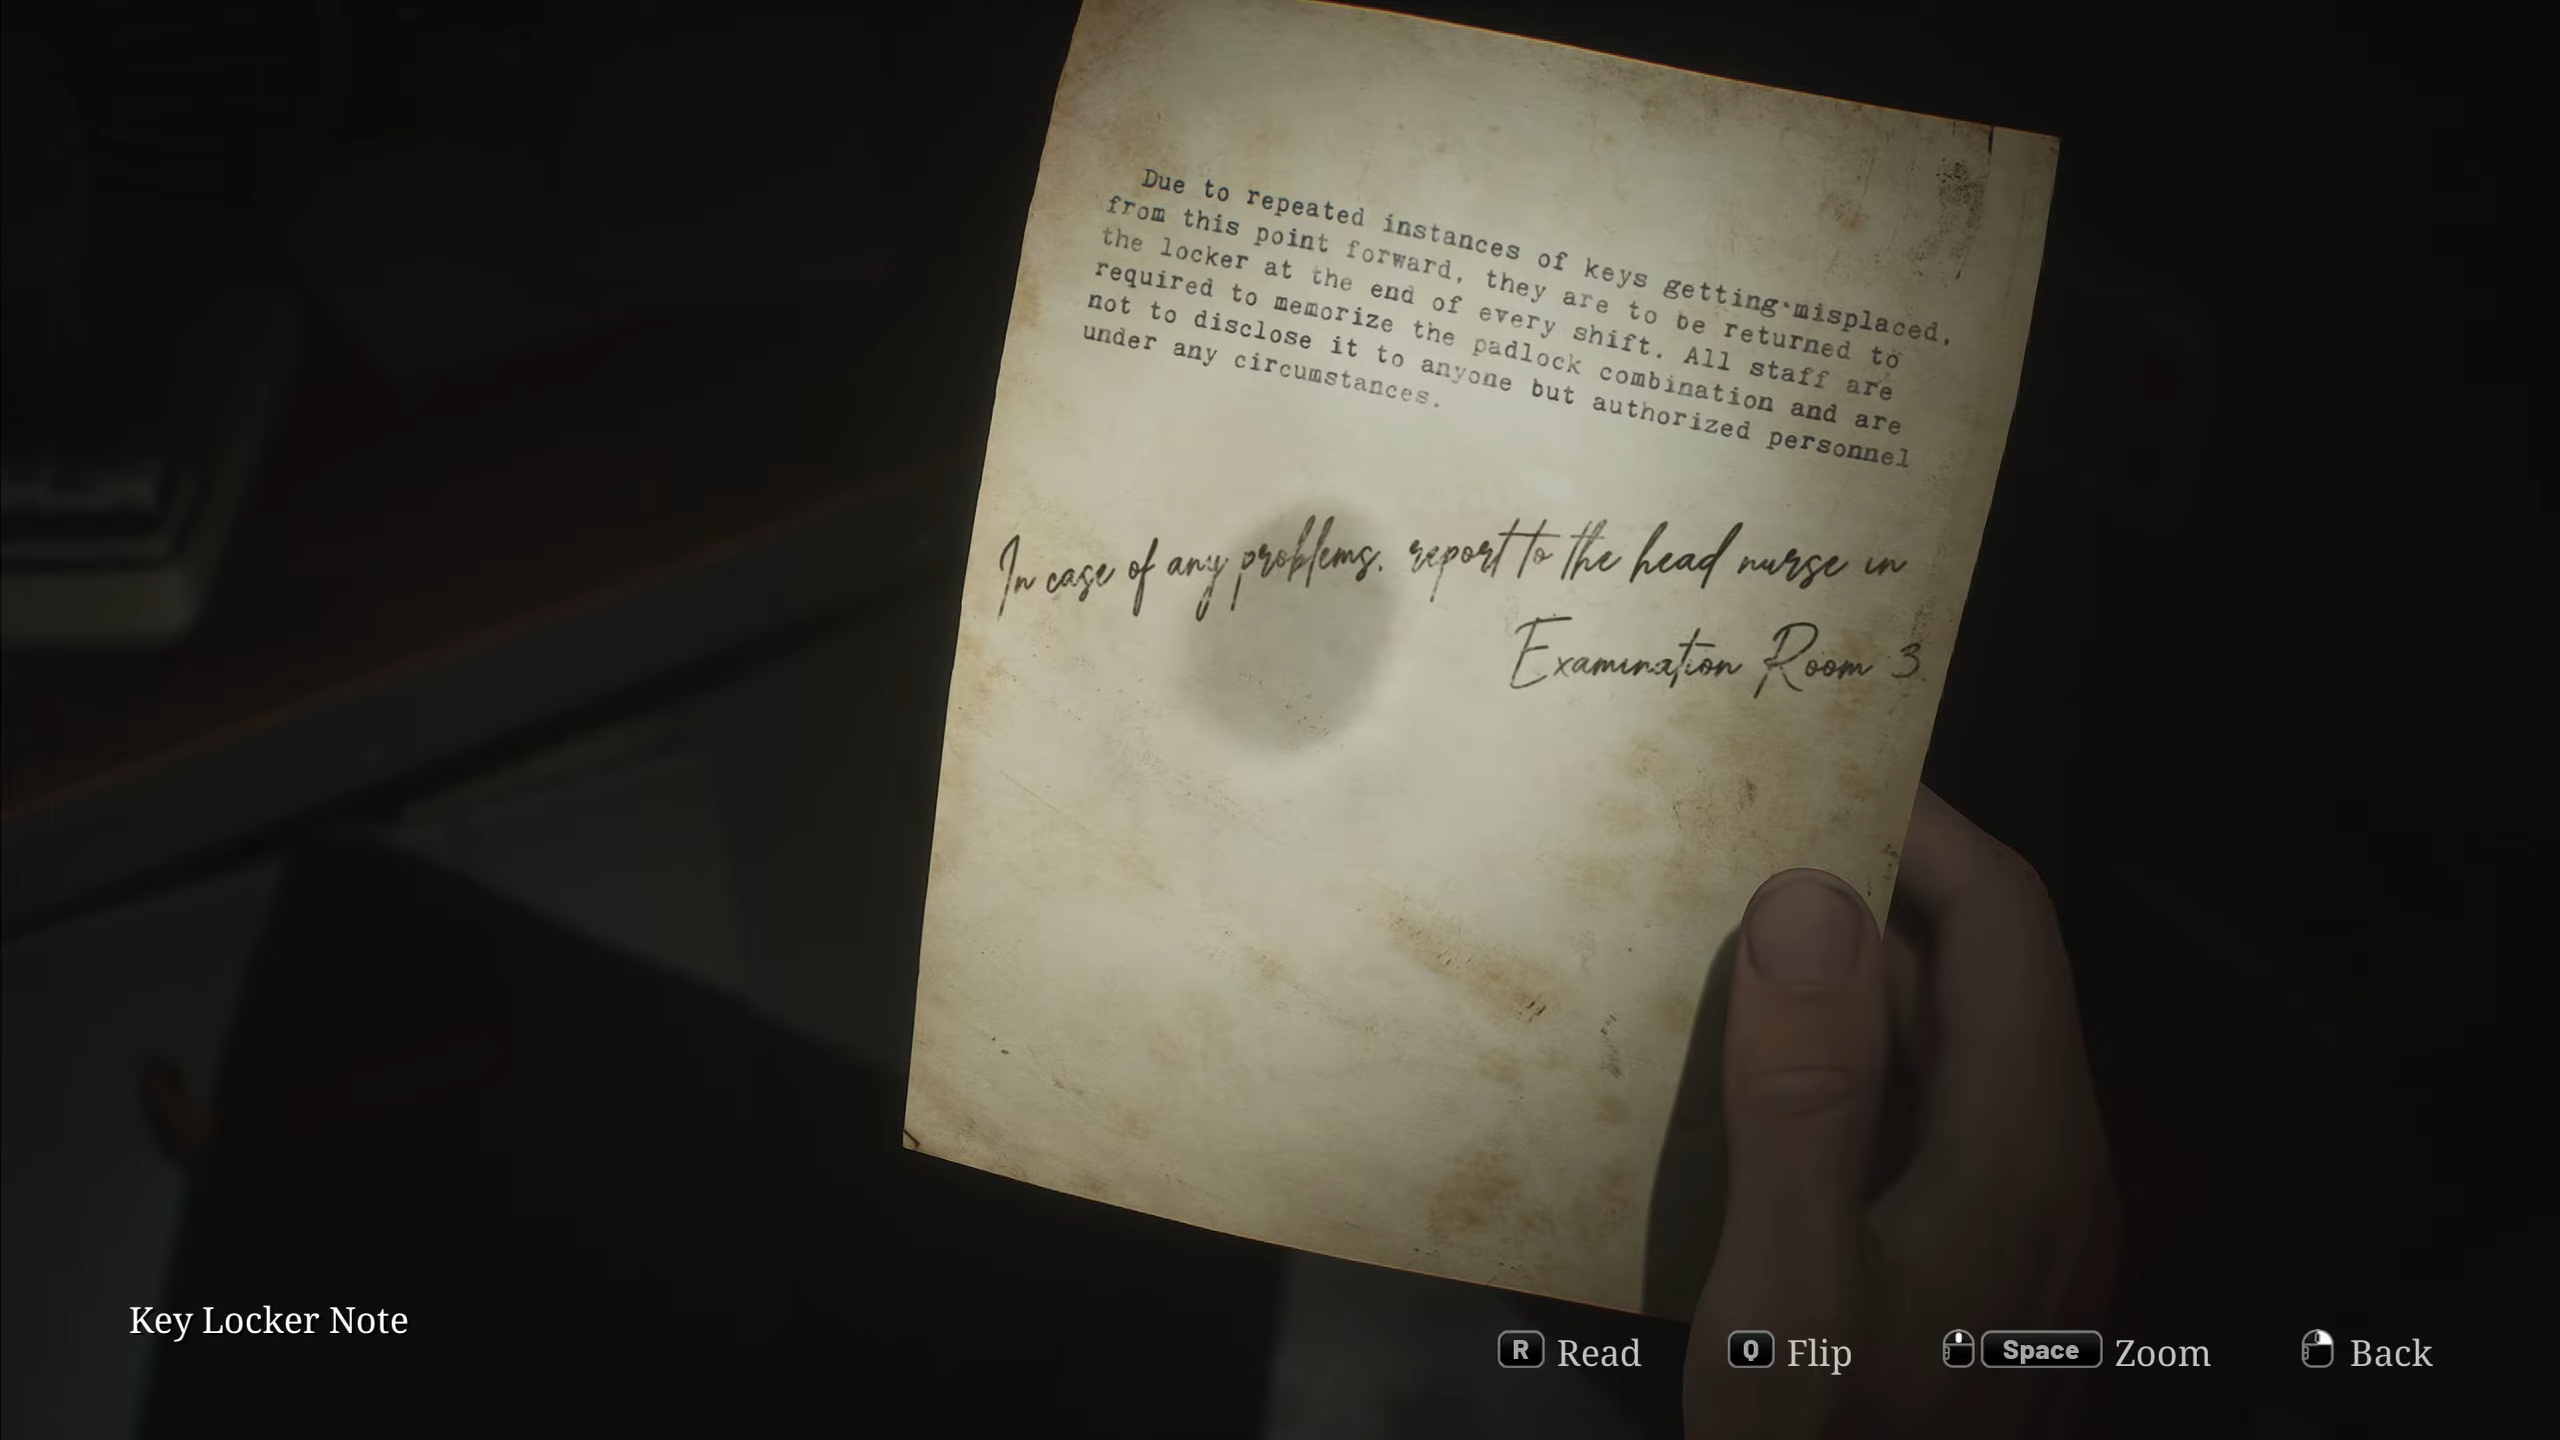 Due to repeated instances of keys getting misplaced,
from this point forward, they are to be returned to
the locker at the end of every shift. All staff are
required to memorize the padlock combination and are
not to disclose it to anyone but authorized personnel
under any circumstances.
In case of any problems, report to the head nurse in
Examination Room 3.
Key Locker Note
R Read
Q Flip
Space Zoom
Back